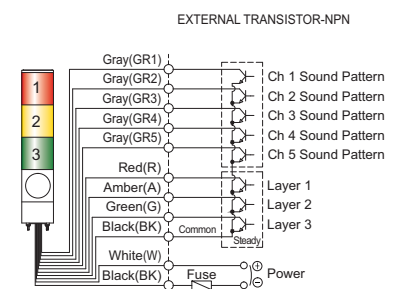 EXTERNAL TRANSISTOR-NPN
Gray(GR1)
Gray(GR2) Ch 1 Sound Pattern
Gray(GR3) Ch 2 Sound Pattern
Gray(GR4) Ch 3 Sound Pattern
Gray(GR5) Ch 4 Sound Pattern
Ch 5 Sound Pattern
1
2
3
Red(R)
Amber(A) Layer 1
Green(G) Layer 2
Black(BK) Common Layer 3
Steady
White(W) ⊕
Black(BK) Fuse ⊖ Power